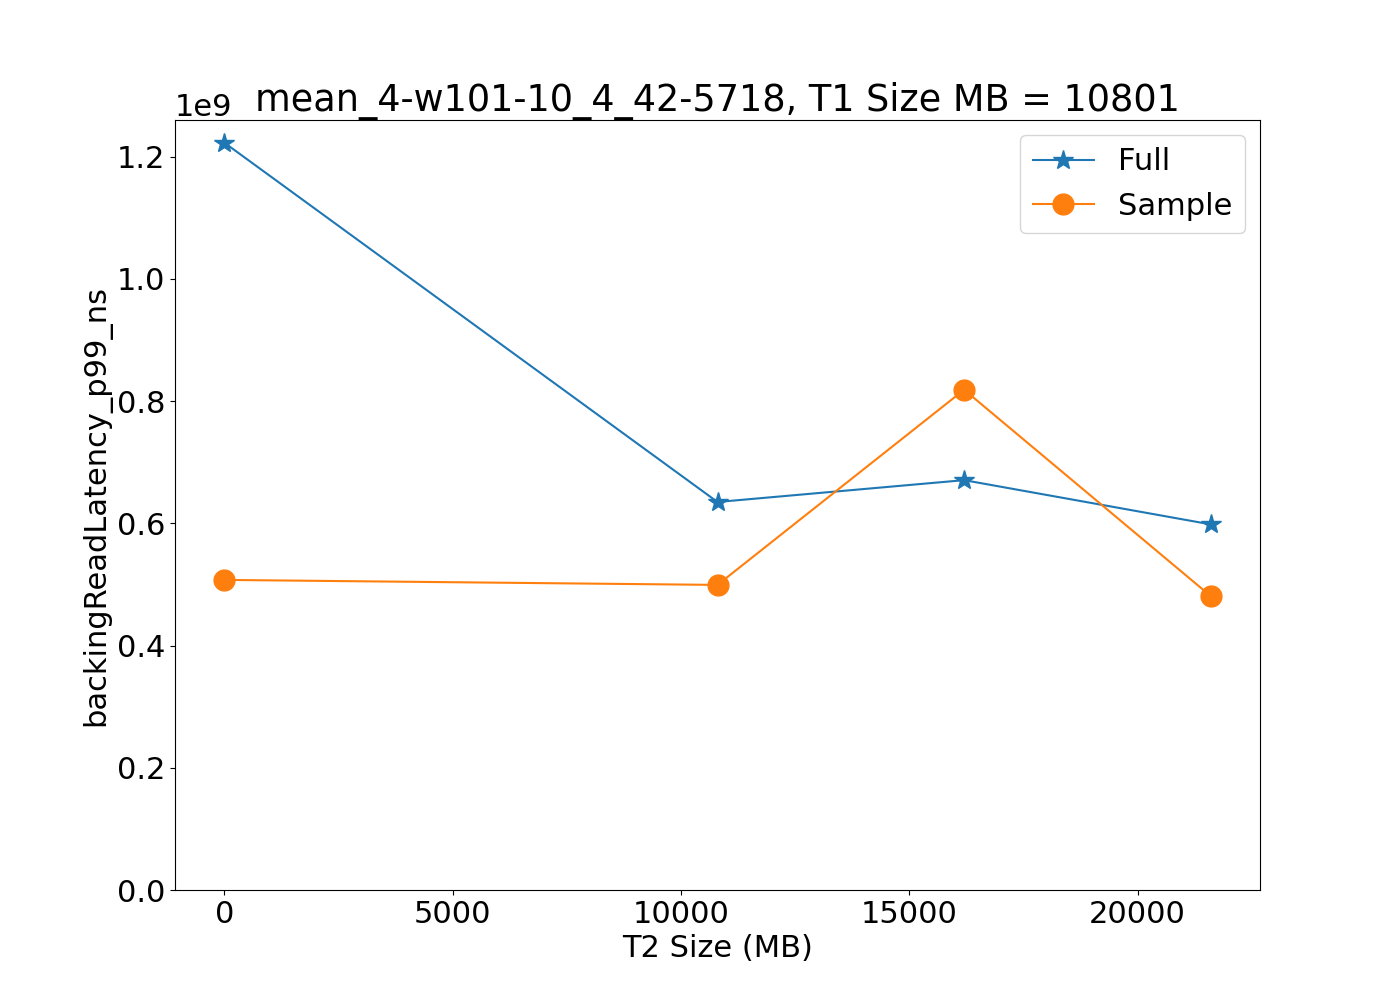 1e9
mean_4-w101-10_4_42-5718, T1 Size MB = 10801
Full
Sample
backingReadLatency_p99_ns
1.2
1.0
0.8
0.6
0.4
0.2
0.0
0 5000 10000 15000 20000
T2 Size (MB)